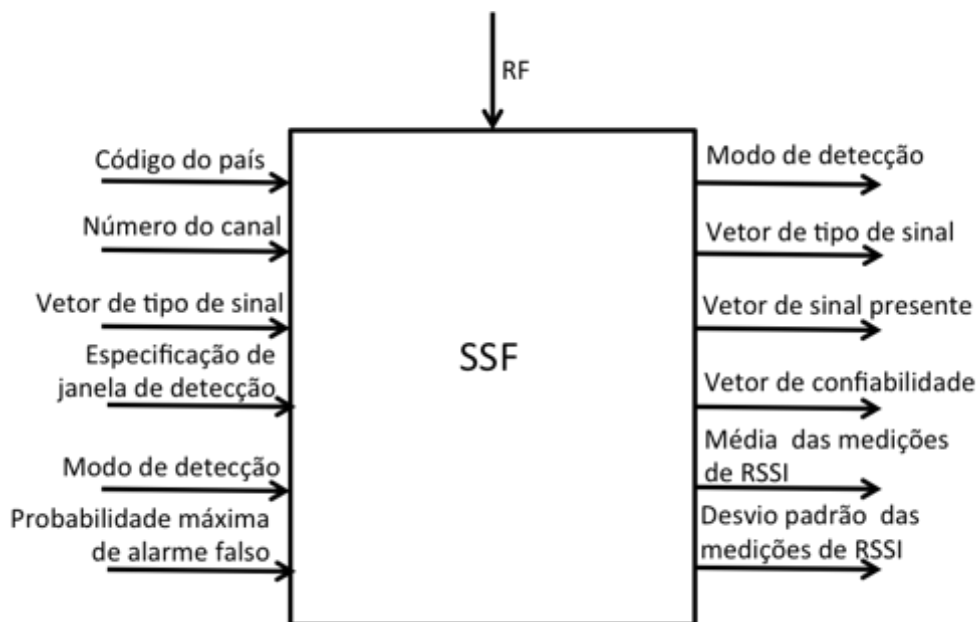 RF
Código do país
Número do canal
Vetor de tipo de sinal
Especificação de
janela de detecção
Modo de detecção
Probabilidade máxima
de alarme falso
SSF
Modo de detecção
Vetor de tipo de sinal
Vetor de sinal presente
Vetor de confiabilidade
Média das medições
de RSSI
Desvio padrão das
medições de RSSI